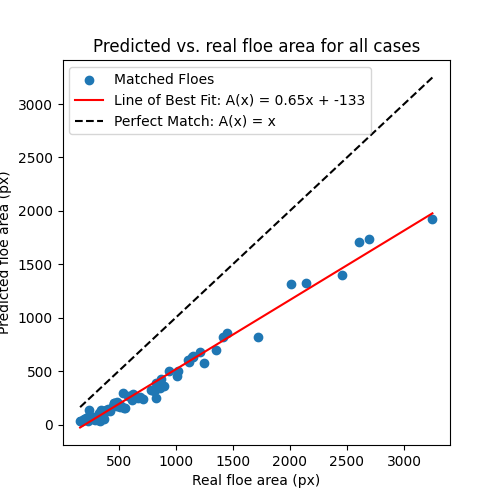 Predicted vs. real floe area for all cases
Matched Floes
Line of Best Fit: A(x) = 0.65x + -133
Perfect Match: A(x) = x
3000
2500
2000
1500
1000
500
0
Predicted floe area (px)
500 1000 1500 2000 2500 3000
Real floe area (px)